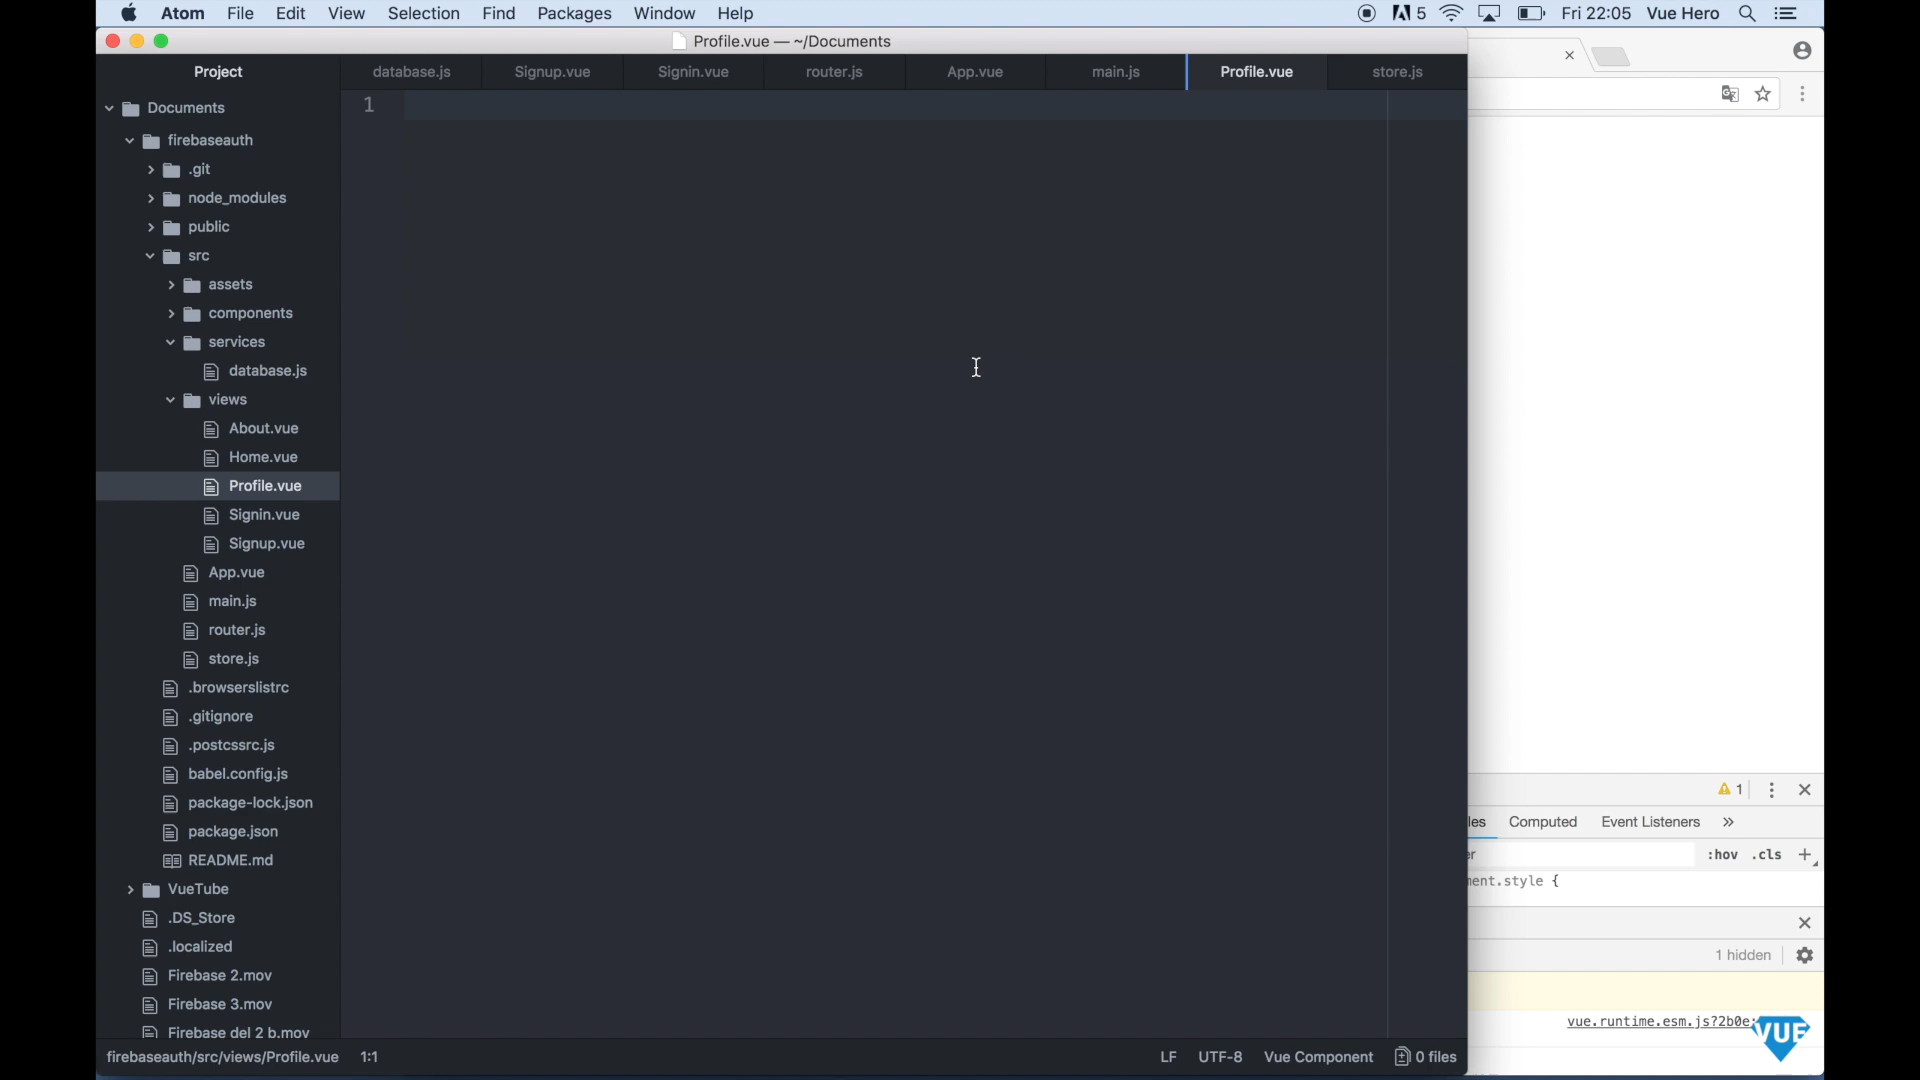 Atom File Edit View Selection Find Packages Window Help 5 Fri 22:05 Vue Hero
Profile.vue — ~/Documents
Project database.js Signup.vue Signin.vue router.js App.vue main.js Profile.vue store.js
Documents
1
firebaseauth
.git
node_modules
public
src
assets
components
services
database.js
views
About.vue
Home.vue
Profile.vue
Signin.vue
Signup.vue
App.vue
main.js
router.js
store.js
.browserslistrc
.gitignore
.postcssrc.js
babel.config.js
package-lock.json
package.json
README.md
VueTube
.DS_Store
.localized
Firebase 2.mov
Firebase 3.mov
Firebase del 2 b.mov
firebaseauth/src/views/Profile.vue 1:1 LF UTF-8 Vue Component 0 files
1
les Computed Event Listeners »
er :hov .cls +
ment.style {
1 hidden
vue.runtime.esm.js?2b0e:
VUE